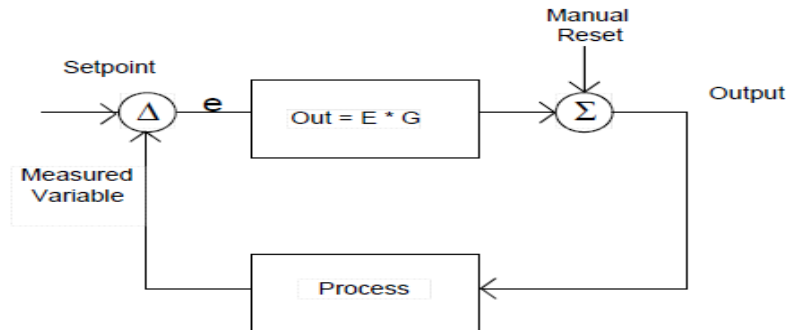 Manual
Reset
Setpoint
Output
Δ
e
Out = E * G
Σ
Measured
Variable
Process